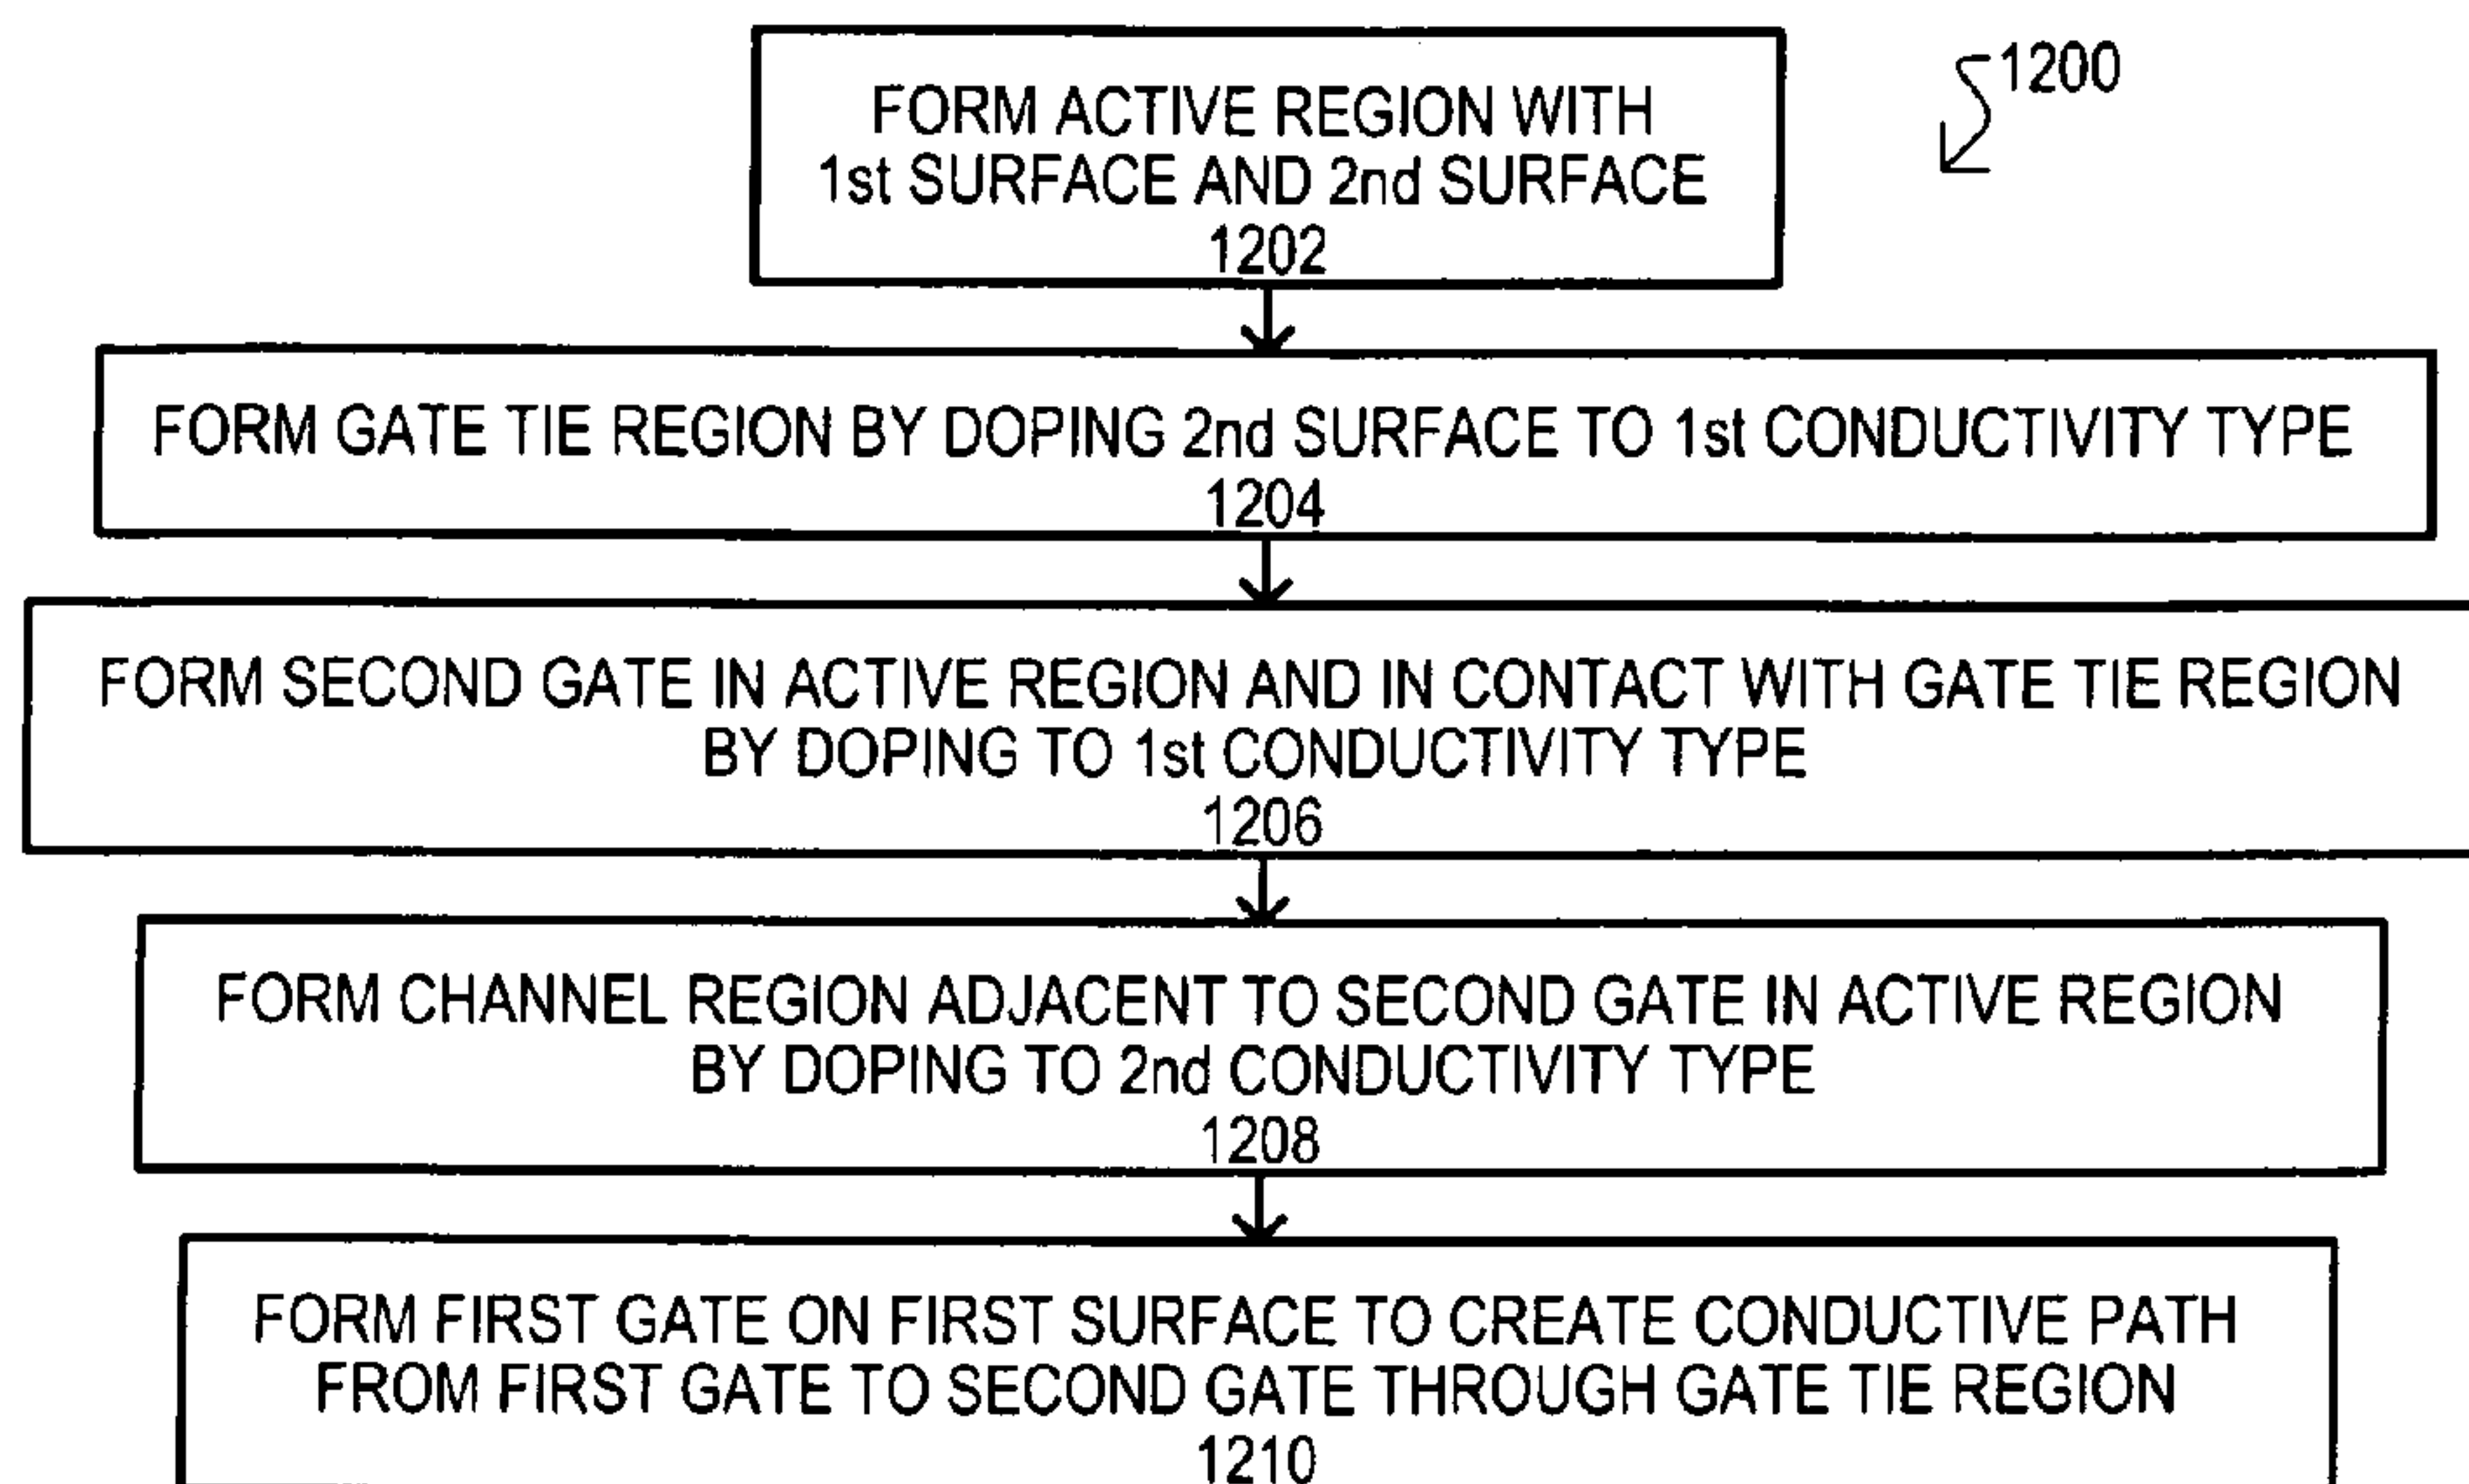 FORM ACTIVE REGION WITH
1st SURFACE AND 2nd SURFACE
1202
1200
FORM GATE TIE REGION BY DOPING 2nd SURFACE TO 1st CONDUCTIVITY TYPE
1204
FORM SECOND GATE IN ACTIVE REGION AND IN CONTACT WITH GATE TIE REGION
BY DOPING TO 1st CONDUCTIVITY TYPE
1206
FORM CHANNEL REGION ADJACENT TO SECOND GATE IN ACTIVE REGION
BY DOPING TO 2nd CONDUCTIVITY TYPE
1208
FORM FIRST GATE ON FIRST SURFACE TO CREATE CONDUCTIVE PATH
FROM FIRST GATE TO SECOND GATE THROUGH GATE TIE REGION
1210